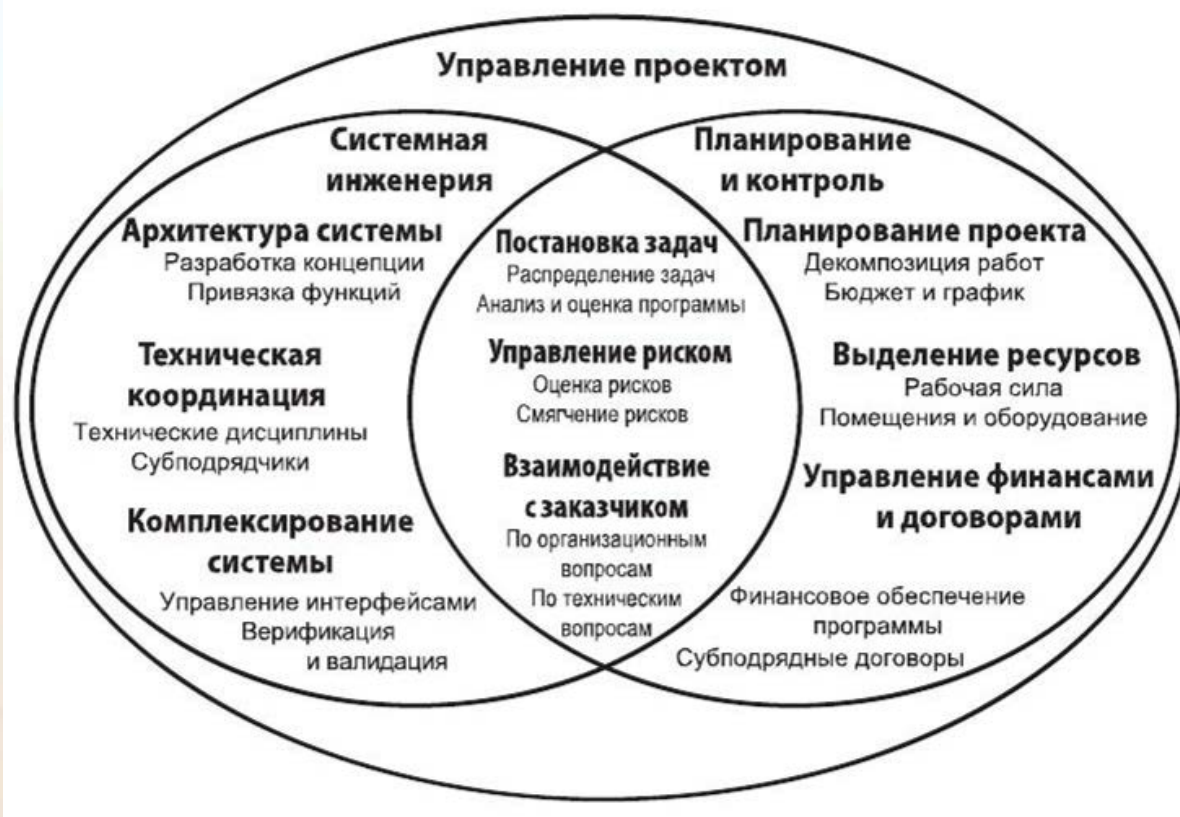 Управление проектом
Системная
инженерия
Архитектура системы
Разработка концепции
Привязка функций
Техническая
координация
Технические дисциплины
Субподрядчики
Комплексирование
системы
Управление интерфейсами
Верификация
и валидация
Постановка задач
Распределение задач
Анализ и оценка программы
Управление риском
Оценка рисков
Смягчение рисков
Взаимодействие
с заказчиком
По организационным
вопросам
По техническим
вопросам
Планирование
и контроль
Планирование проекта
Декомпозиция работ
Бюджет и график
Выделение ресурсов
Рабочая сила
Помещения и оборудование
Управление финансами
и договорами
Финансовое обеспечение
программы
Субподрядные договоры